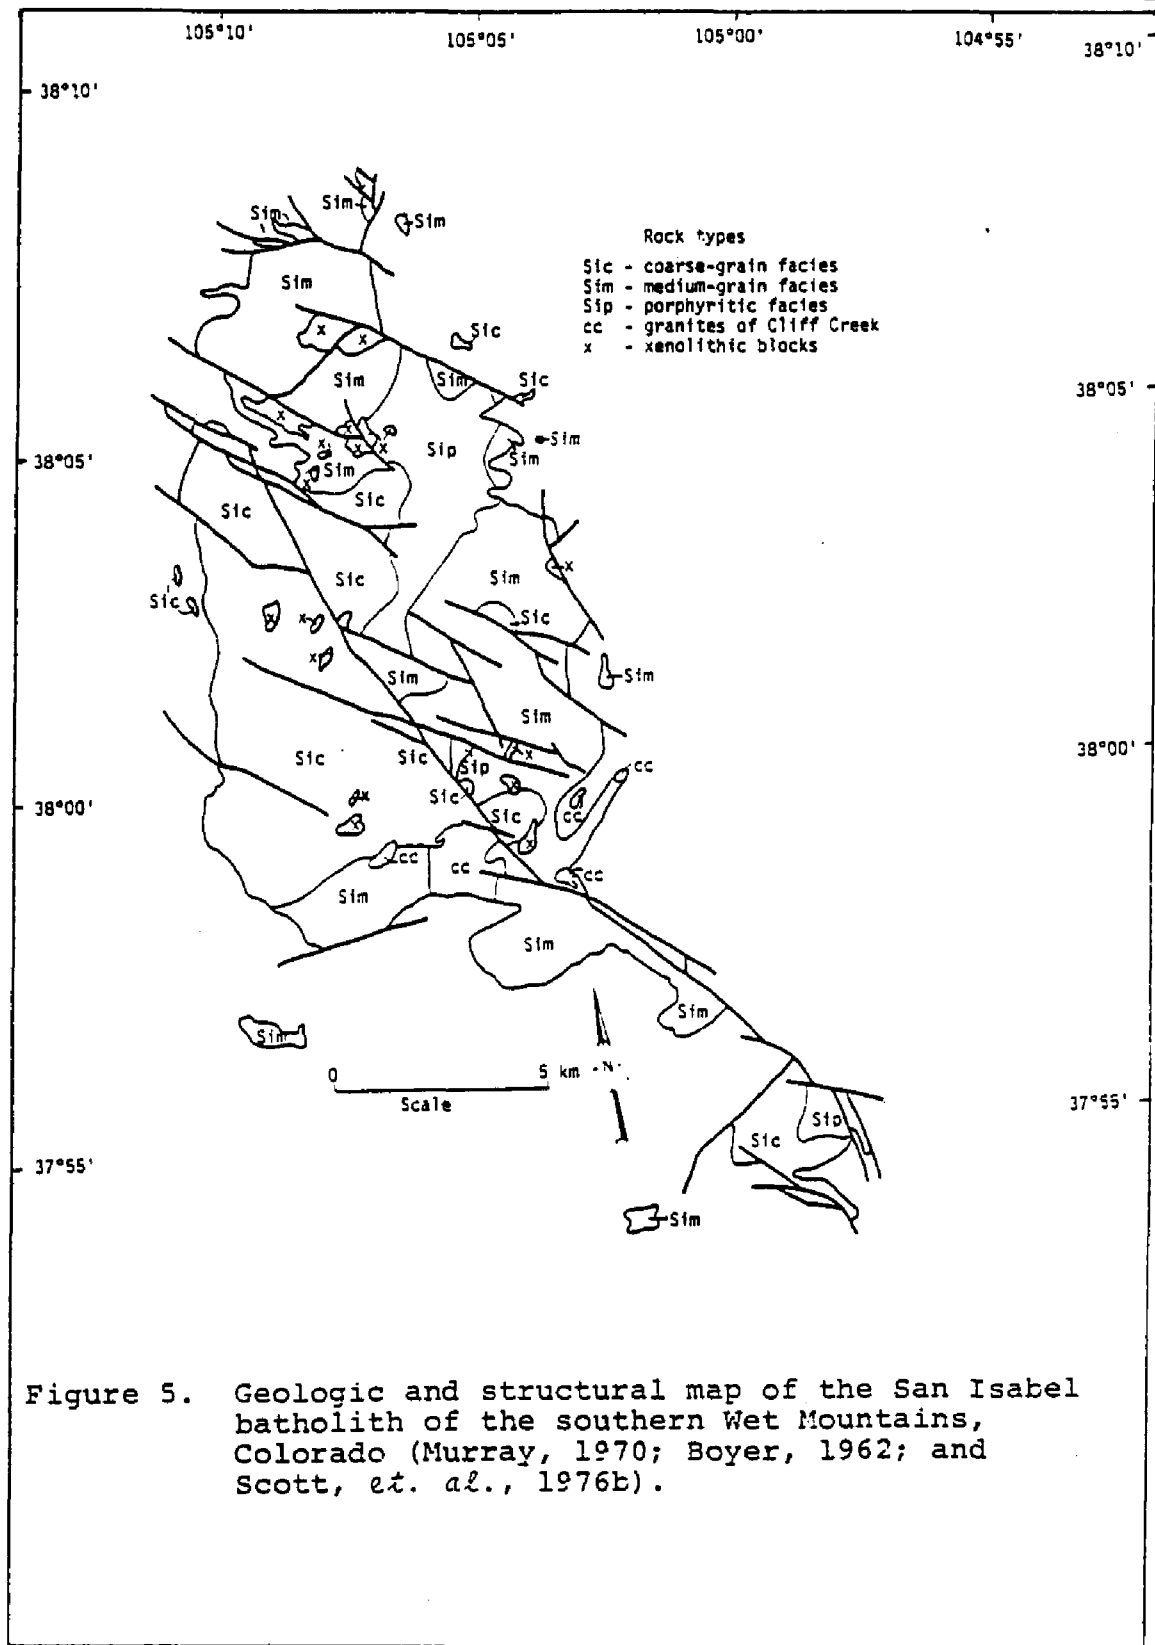 105°10' 105°05' 105°00' 104°55' 38°10'
38°10'
Sim Sim Sim
Rock types
Sic - coarse-grain facies
Sim - medium-grain facies
Sip - porphyritic facies
cc - granites of Cliff Creek
x - xenolithic blocks
Sim
x x Sic
Sim Sim Sic
38°05'
x x Sip Sim
x x x Sim
38°05'
x Sim
x Sic
Sic
Sic Sim x
Sic
x x Sic
x
Sim Sim
Sim
38°00'
Sic Sic x Sip x
cc
x Sic x x
38°00'
x Sic cc
x
cc cc cc
Sim
Sim
Sim
Sim
0 5 km N
Scale
37°55'
Sip
Sic
37°55'
Sim
Figure 5. Geologic and structural map of the San Isabel
batholith of the southern Wet Mountains,
Colorado (Murray, 1970; Boyer, 1962; and
Scott, et. al., 1976b).